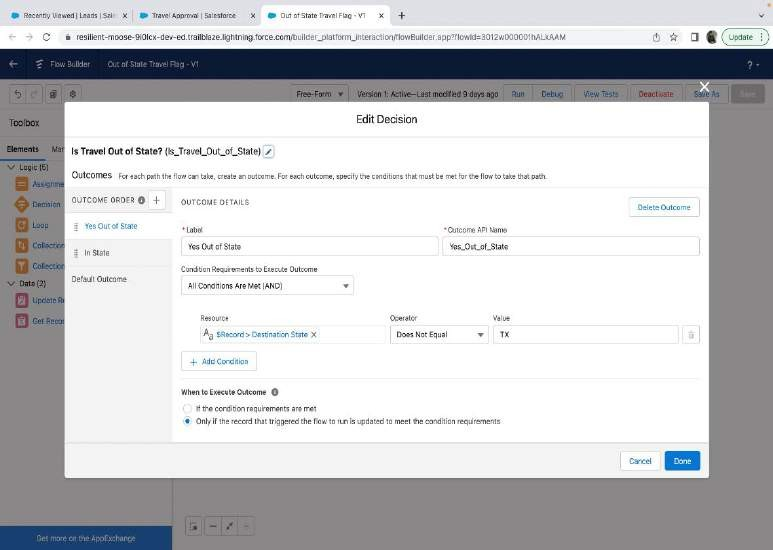 Recently Viewed | Leads | Sale
Travel Approval | Salesforce
Out of State Travel Flag - V1
resilient-moose-9i0lcx-dev-ed.trailblaze.lightning.force.com/builder_platform_interaction/flowBuilder.app?flowId=3012w000001hALkAAM
Update
Flow Builder
Out of State Travel Flag - V1
?
Free-Form
Version 1: Active—Last modified 9 days ago
Run
Debug
View Tests
Deactivate
Save As
Save
Toolbox
Elements
Man
Logic (5)
Assignme
Decision
Loop
Collection
Collection
Data (2)
Update Re
Get Recor
Get more on the AppExchange
Edit Decision
Is Travel Out of State? (Is_Travel_Out_of_State)
Outcomes For each path the flow can take, create an outcome. For each outcome, specify the conditions that must be met for the flow to take that path.
OUTCOME ORDER
Yes Out of State
In State
Default Outcome
OUTCOME DETAILS
Delete Outcome
* Label
* Outcome API Name
Yes Out of State
Yes_Out_of_State
Condition Requirements to Execute Outcome
All Conditions Are Met (AND)
Resource
Operator
Value
$Record > Destination State
Does Not Equal
TX
+ Add Condition
When to Execute Outcome
If the condition requirements are met
Only if the record that triggered the flow to run is updated to meet the condition requirements
Cancel
Done